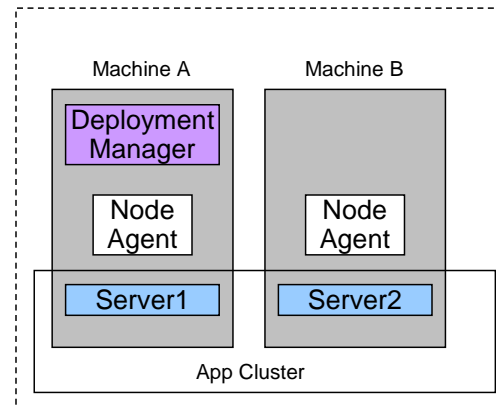 Machine A
Machine B
Deployment
Manager
Node
Agent
Node
Agent
Server1
Server2
App Cluster